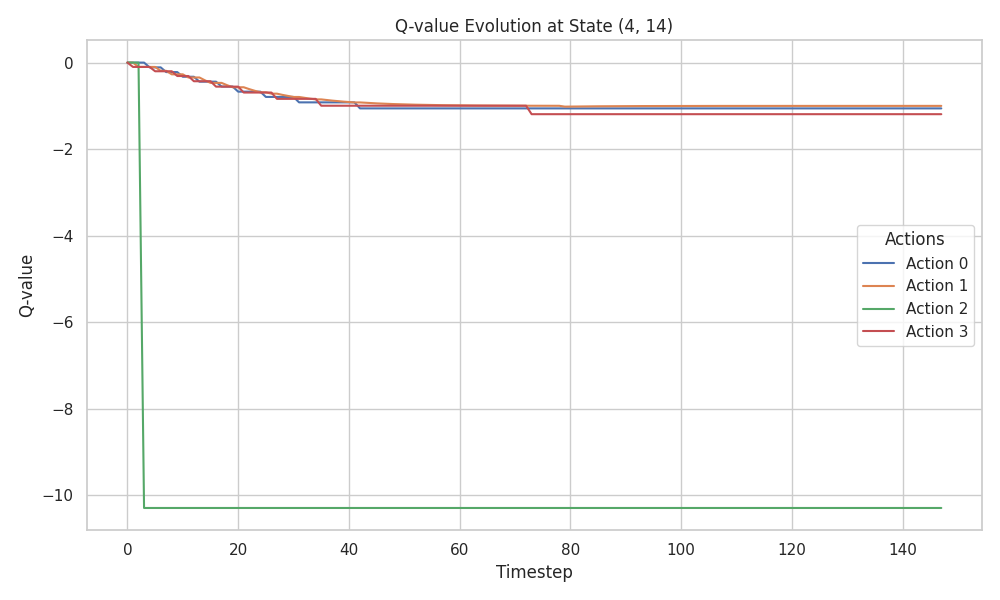 Q-value Evolution at State (4, 14)
0
−2
−4
−6
−8
−10
Q-value
Actions
Action 0
Action 1
Action 2
Action 3
0 20 40 60 80 100 120 140
Timestep